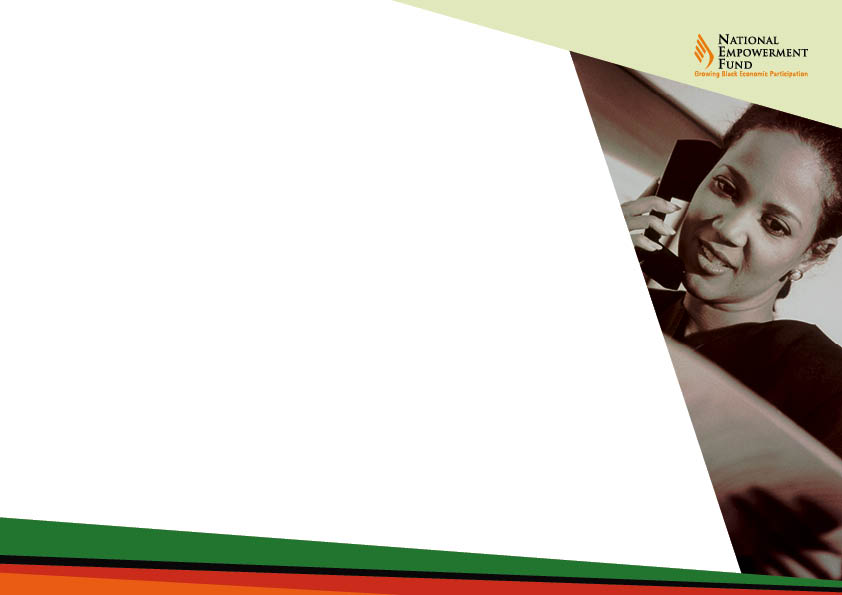 NATIONAL
EMPOWERMENT
FUND
Growing Black Economic Participation